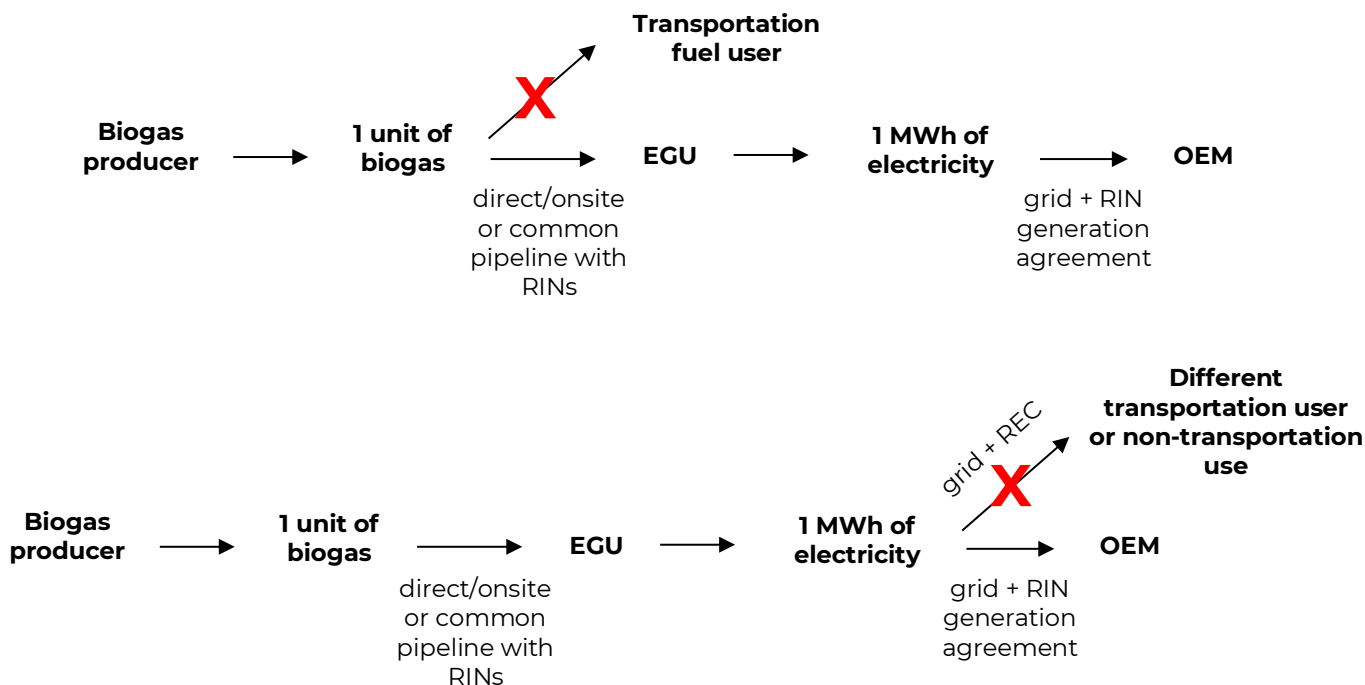 Transportation
fuel user
X
Biogas
producer
1 unit of
biogas
EGU
1 MWh of
electricity
OEM
direct/onsite
or common
pipeline with
RINs
grid + RIN
generation
agreement
Different
transportation user
or non-transportation
use
grid + REC
X
Biogas
producer
1 unit of
biogas
EGU
1 MWh of
electricity
OEM
direct/onsite
or common
pipeline with
RINs
grid + RIN
generation
agreement